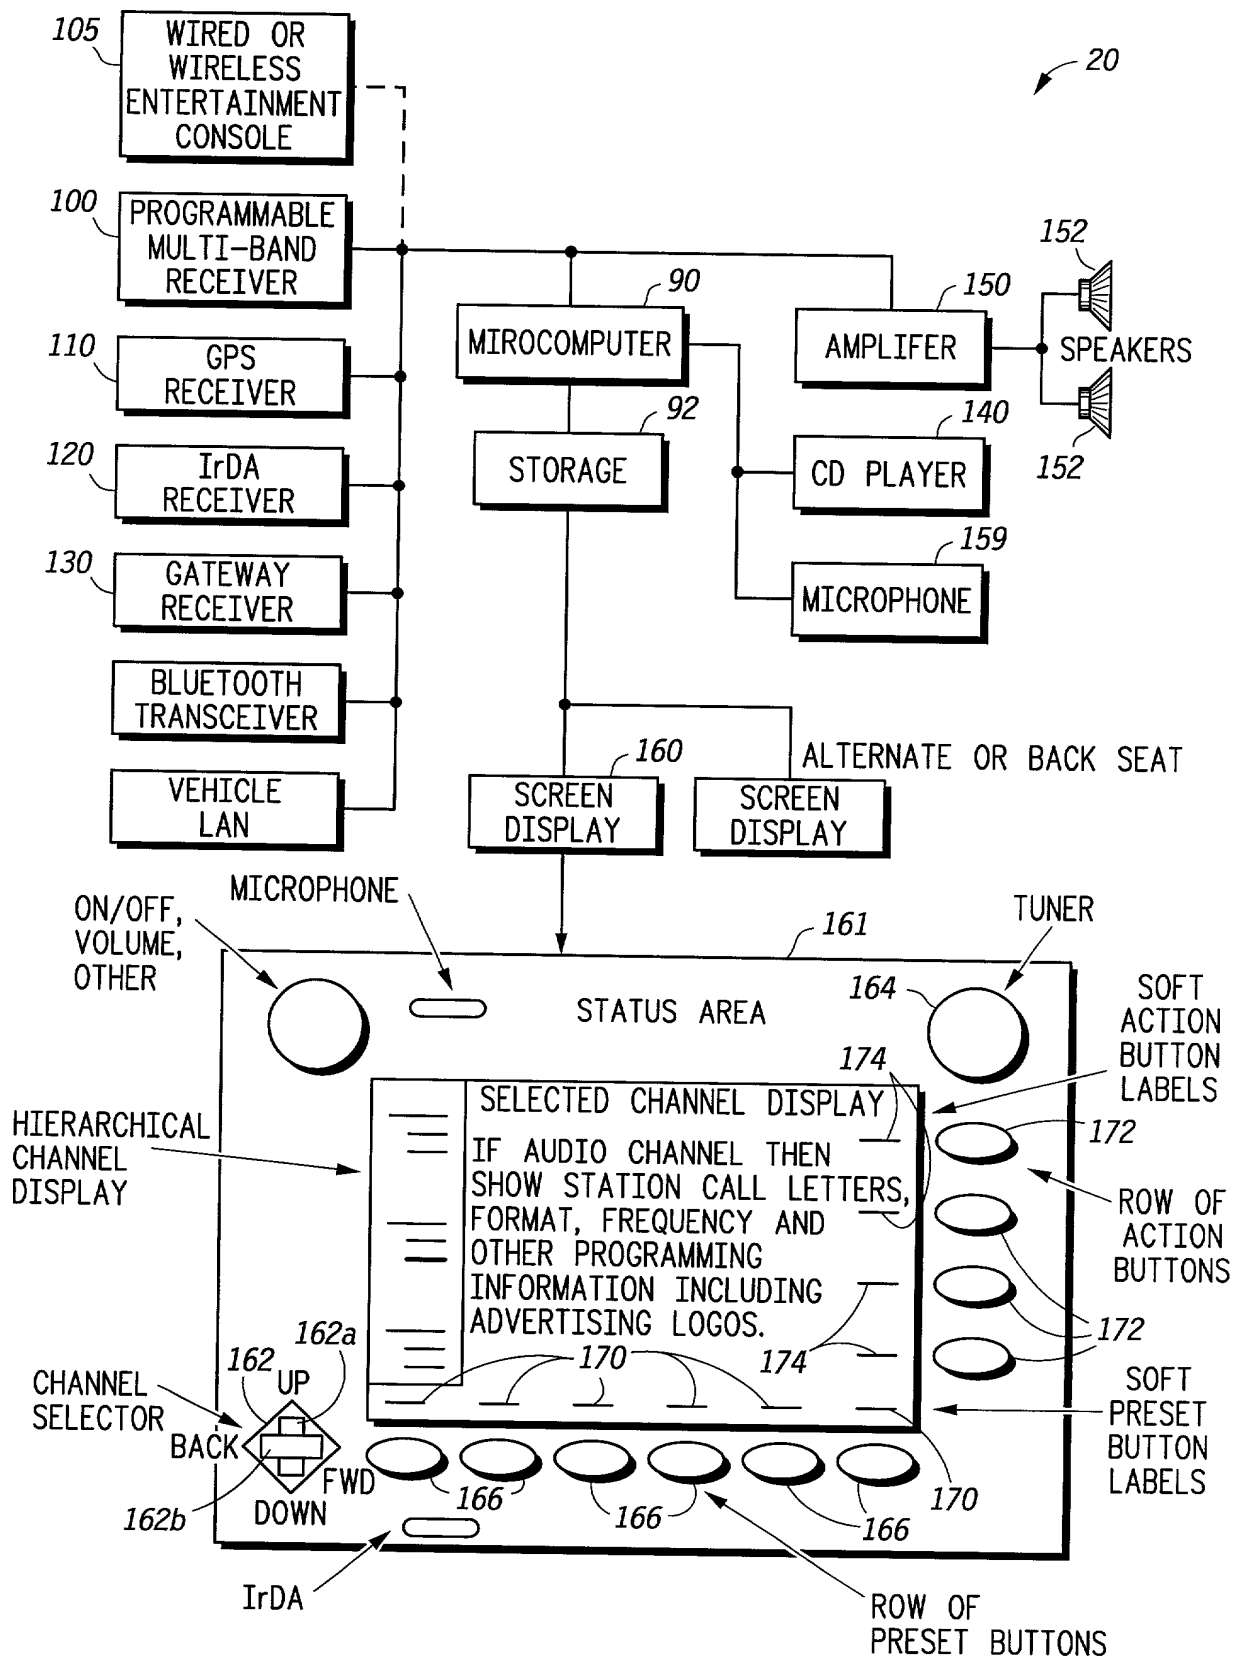 105
WIRED OR
WIRELESS
ENTERTAINMENT
CONSOLE
20
100
PROGRAMMABLE
MULTI-BAND
RECEIVER
152
90
150
MIROCOMPUTER
AMPLIFER
SPEAKERS
110
GPS
RECEIVER
92
140
152
120
IrDA
RECEIVER
STORAGE
CD PLAYER
159
130
GATEWAY
RECEIVER
MICROPHONE
BLUETOOTH
TRANSCEIVER
160
ALTERNATE OR BACK SEAT
VEHICLE
LAN
SCREEN
DISPLAY
SCREEN
DISPLAY
MICROPHONE
ON/OFF,
VOLUME,
OTHER
161
TUNER
164
STATUS AREA
SOFT
ACTION
BUTTON
LABELS
174
HIERARCHICAL
CHANNEL
DISPLAY
SELECTED CHANNEL DISPLAY
IF AUDIO CHANNEL THEN
SHOW STATION CALL LETTERS,
FORMAT, FREQUENCY AND
OTHER PROGRAMMING
INFORMATION INCLUDING
ADVERTISING LOGOS.
172
ROW OF
ACTION
BUTTONS
172
174
170
162a
162
UP
CHANNEL
SELECTOR
BACK
FWD
DOWN
162b
SOFT
PRESET
BUTTON
LABELS
166
166
166
170
IrDA
ROW OF
PRESET BUTTONS